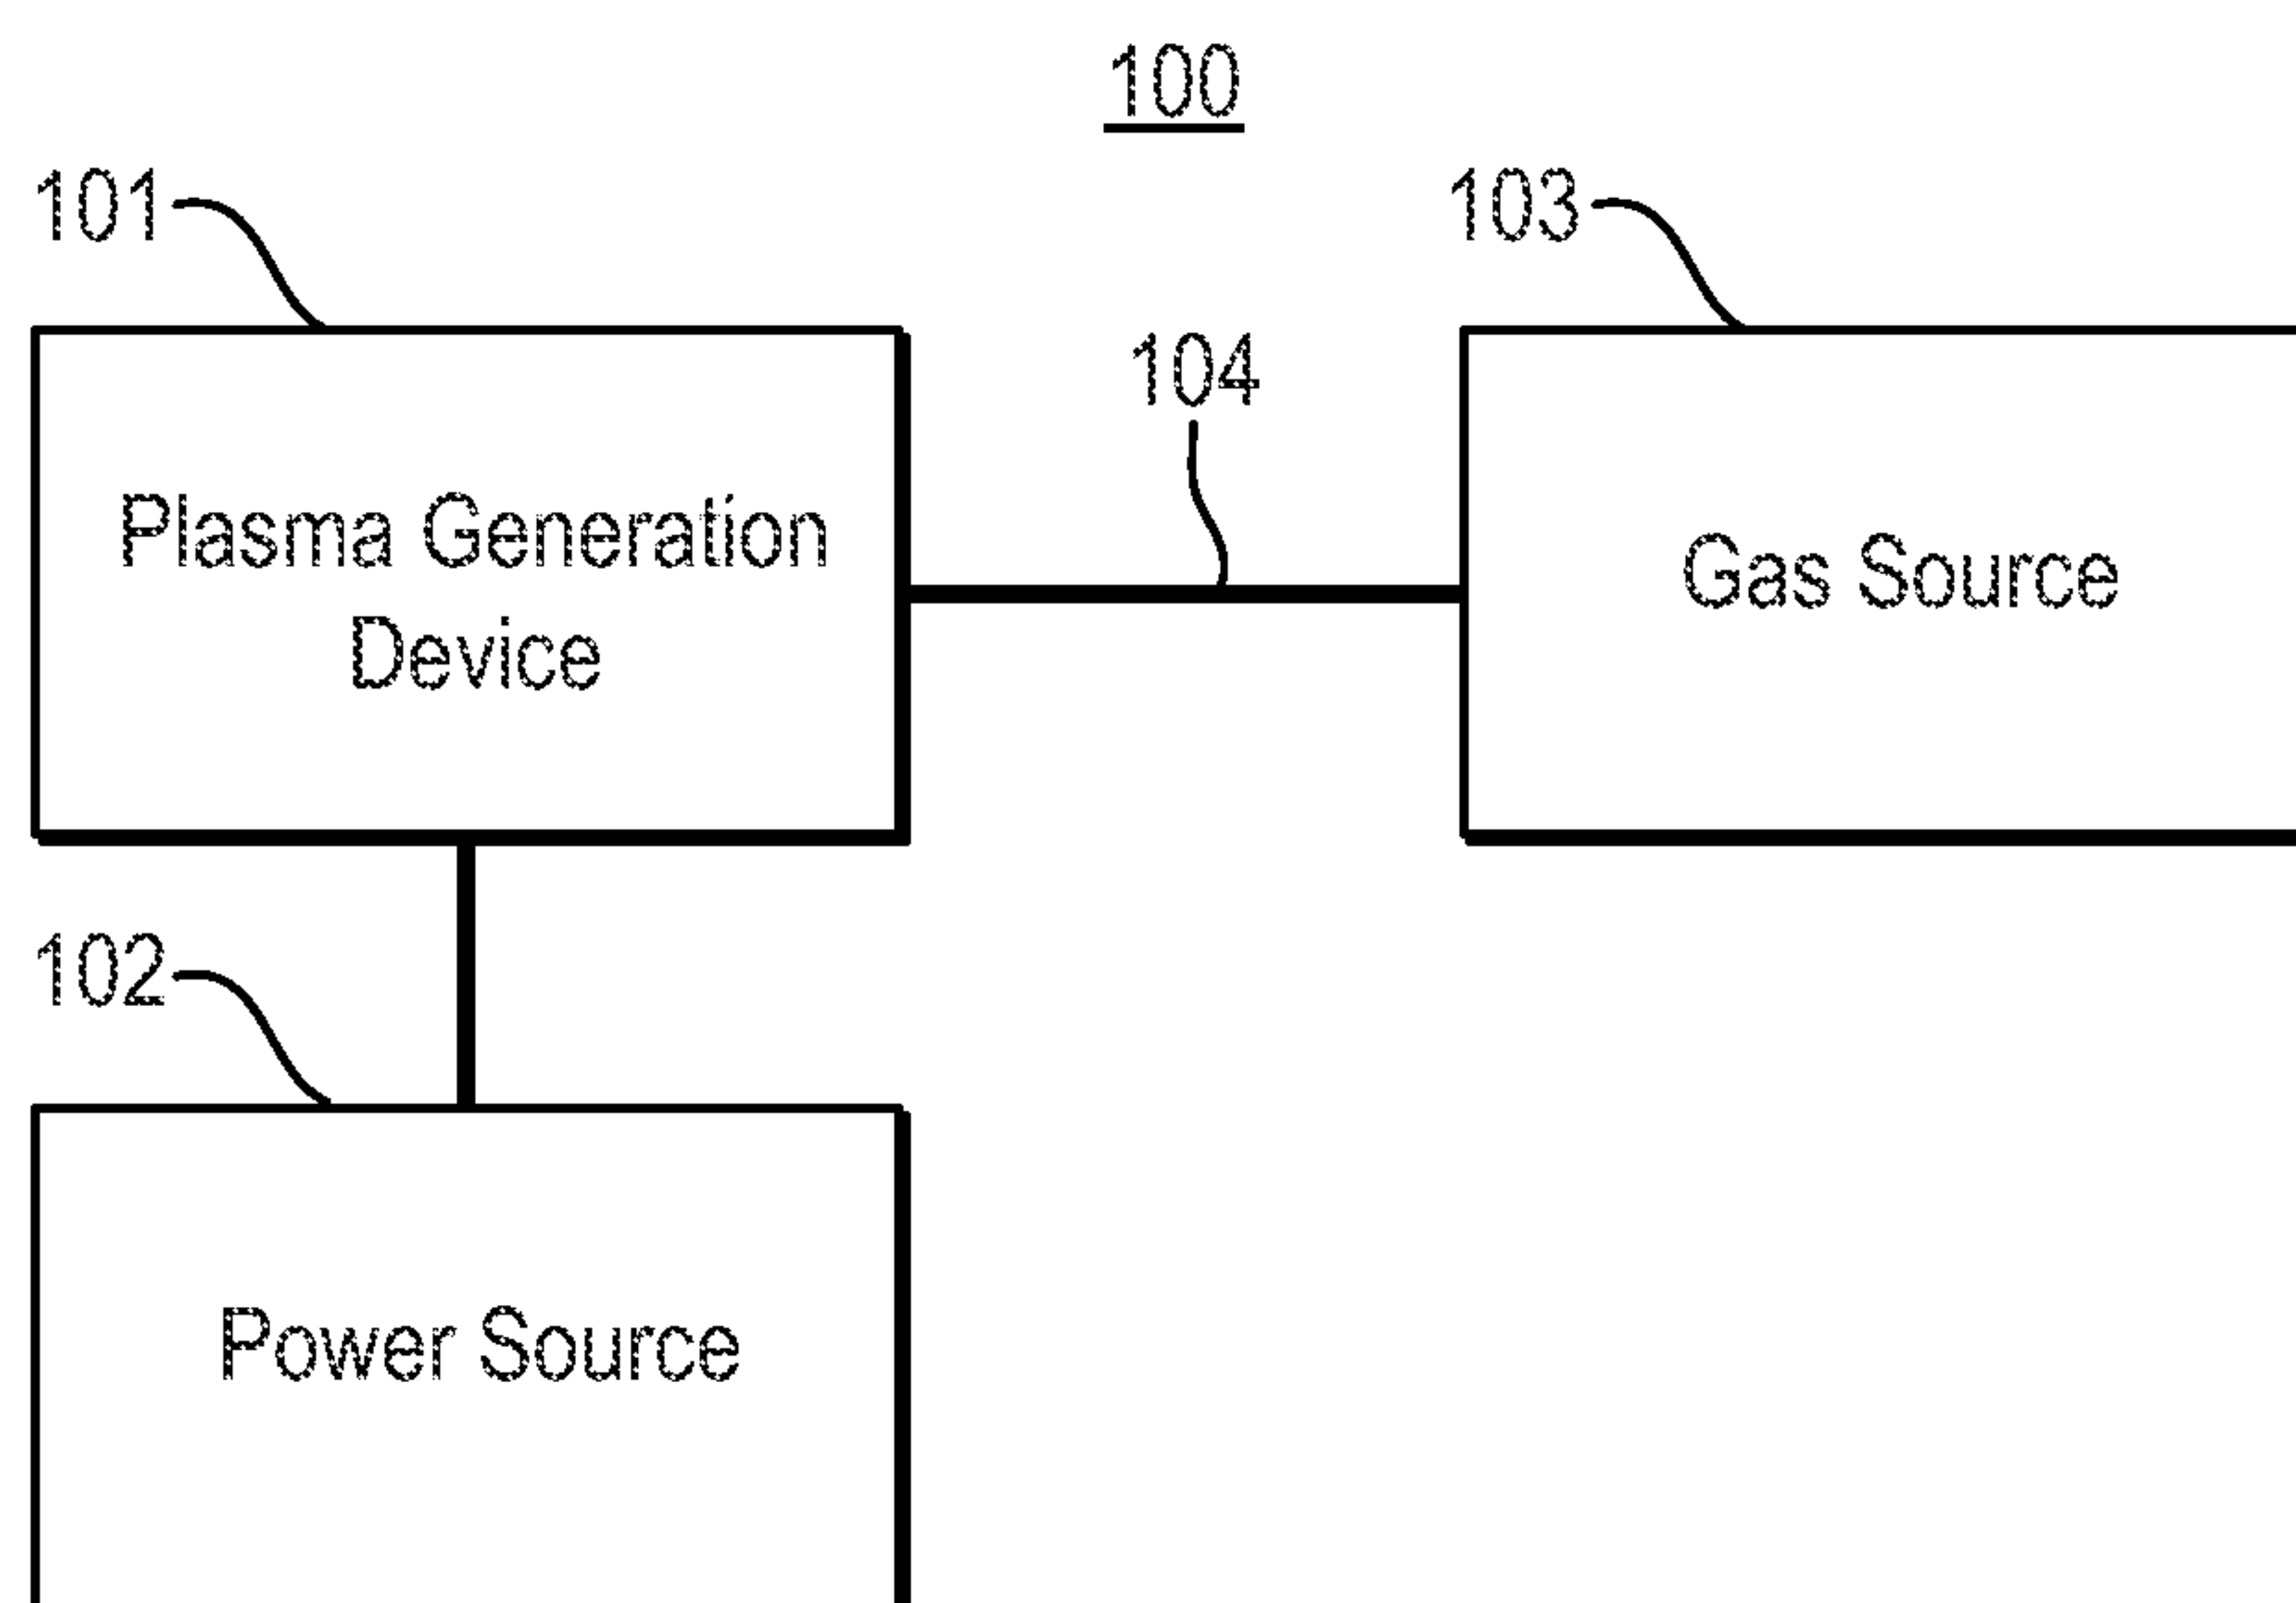 100
101
103
104
Plasma Generation
Device
Gas Source
102
Power Source